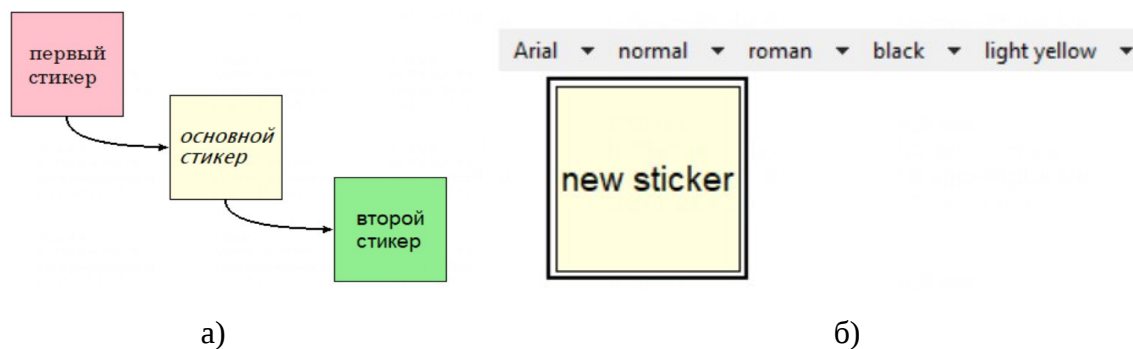 первый
стикер
основной
стикер
второй
стикер
а)
Arial normal roman black light yellow
new sticker
б)